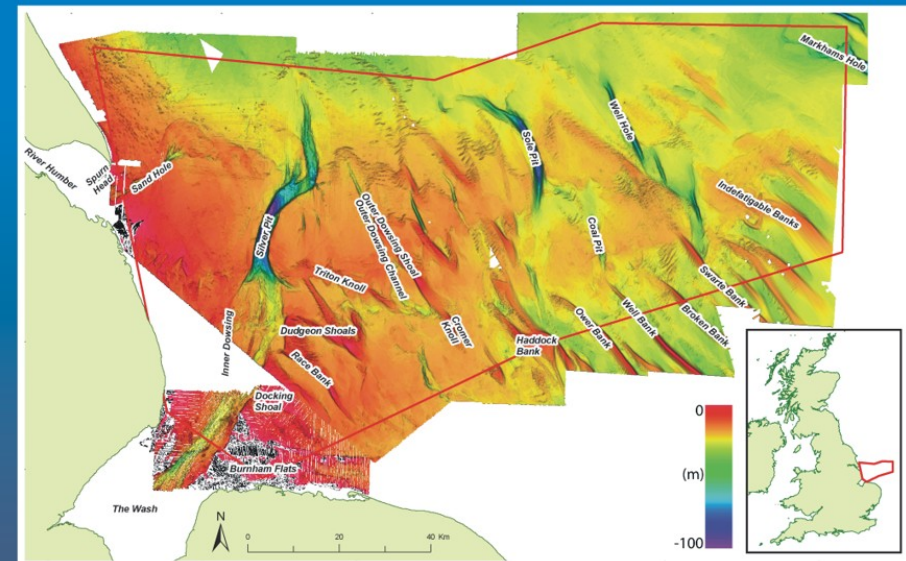 Markhams Hole
Well Hole
Sole Pit
River Humber
Spurn
Head
Sand Hole
Indefatigable Banks
Silver Pit
Outer Dowsing Shoal
Outer Dowsing Channel
Coal Pit
Triton Knoll
Swarte Bank
Broken Bank
Well Bank
Ower Bank
Cromer
Knoll
Haddock
Bank
Inner Dowsing
Dudgeon Shoals
Race Bank
Docking
Shoal
Burnham Flats
The Wash
N
0 20 40 Km
0
(m)
-100